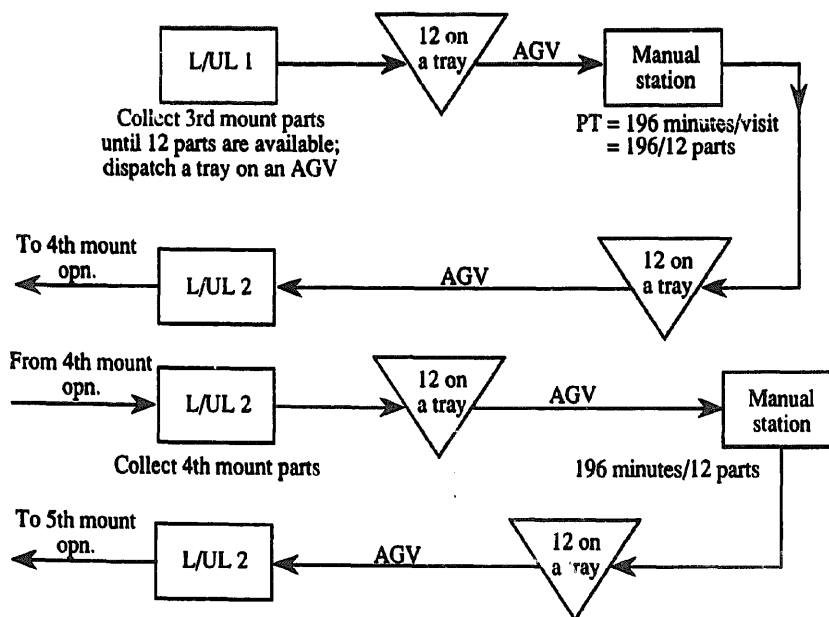 L/UL 1
12 on
a tray
AGV
Manual
station
Collect 3rd mount parts
until 12 parts are available;
dispatch a tray on an AGV
PT = 196 minutes/visit
= 196/12 parts
To 4th mount
opn.
L/UL 2
AGV
12 on
a tray
From 4th mount
opn.
L/UL 2
12 on
a tray
AGV
Manual
station
Collect 4th mount parts
196 minutes/12 parts
To 5th mount
opn.
L/UL 2
AGV
12 on
a tray